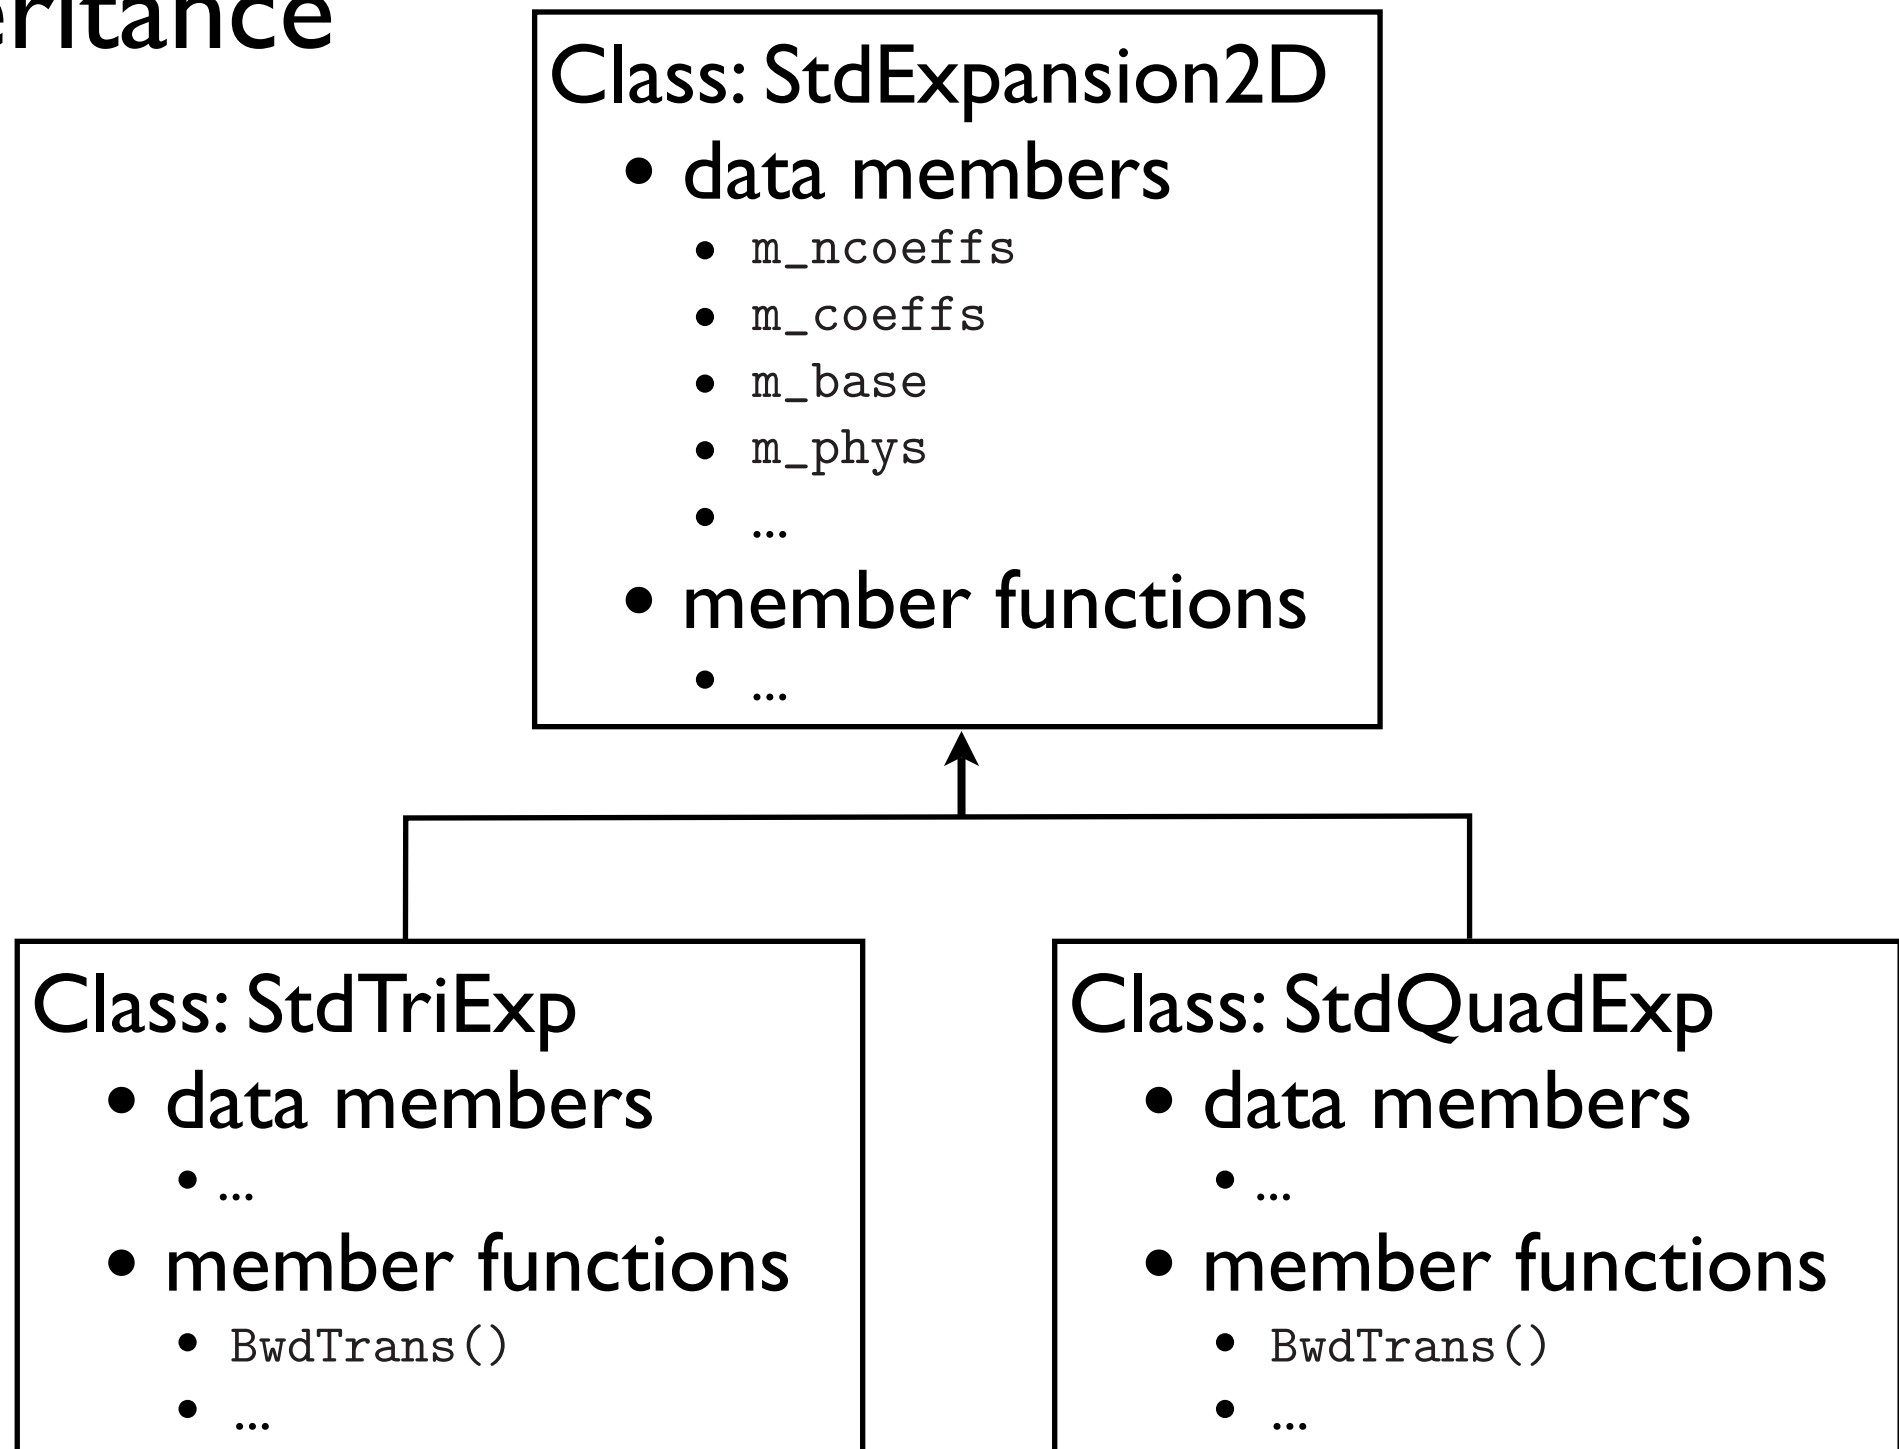 eritance
Class: StdExpansion2D
• data members
• m_ncoeffs
• m_coeffs
• m_base
• m_phys
• ...
• member functions
• ...
Class: StdTriExp
• data members
• ...
• member functions
• BwdTrans()
• ...
Class: StdQuadExp
• data members
• ...
• member functions
• BwdTrans()
• ...